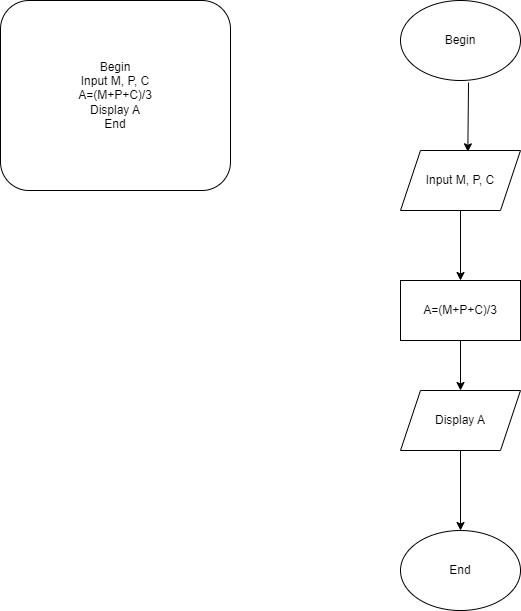 Begin
Input M, P, C
A=(M+P+C)/3
Display A
End
Begin
Input M, P, C
A=(M+P+C)/3
Display A
End